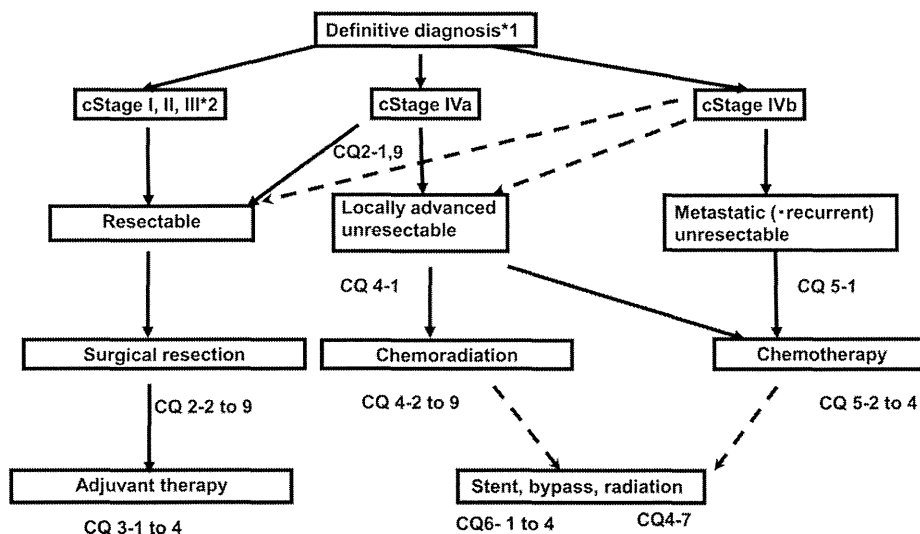 Definitive diagnosis*1
cStage I, II, III*2
cStage IVa
cStage IVb
CQ2-1,9
Resectable
Locally advanced
unresectable
Metastatic (・recurrent)
unresectable
CQ 4-1
CQ 5-1
Surgical resection
Chemoradiation
Chemotherapy
CQ 2-2 to 9
CQ 4-2 to 9
CQ 5-2 to 4
Adjuvant therapy
Stent, bypass, radiation
CQ 3-1 to 4
CQ6- 1 to 4
CQ4-7